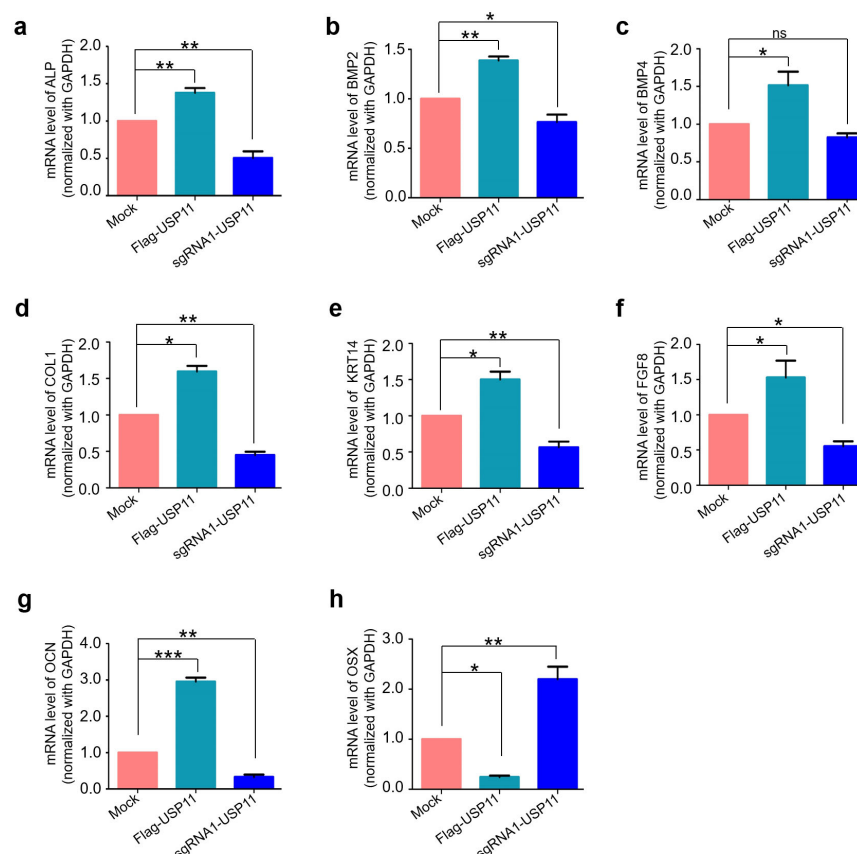 a
mRNA level of ALP
(normalized with GAPDH)
2.0
1.5
1.0
0.5
0.0
**
**
Mock
Flag-USP11
sgRNA1-USP11
b
mRNA level of BMP2
(normalized with GAPDH)
1.5
1.0
0.5
0.0
*
**
Mock
Flag-USP11
sgRNA1-USP11
c
mRNA level of BMP4
(normalized with GAPDH)
2.0
1.5
1.0
0.5
0.0
ns
*
Mock
Flag-USP11
sgRNA1-USP11
d
mRNA level of COL1
(normalized with GAPDH)
2.0
1.5
1.0
0.5
0.0
**
*
Mock
Flag-USP11
sgRNA1-USP11
e
mRNA level of KRT14
(normalized with GAPDH)
2.0
1.5
1.0
0.5
0.0
**
*
Mock
Flag-USP11
sgRNA1-USP11
f
mRNA level of FGF8
(normalized with GAPDH)
2.0
1.5
1.0
0.5
0.0
*
*
Mock
Flag-USP11
sgRNA1-USP11
g
mRNA level of OCN
(normalized with GAPDH)
4.0
3.0
2.0
1.0
0.0
**
***
Mock
Flag-USP11
sgRNA1-USP11
h
mRNA level of OSX
(normalized with GAPDH)
3.0
2.0
1.0
0.0
**
*
Mock
Flag-USP11
sgRNA1-USP11